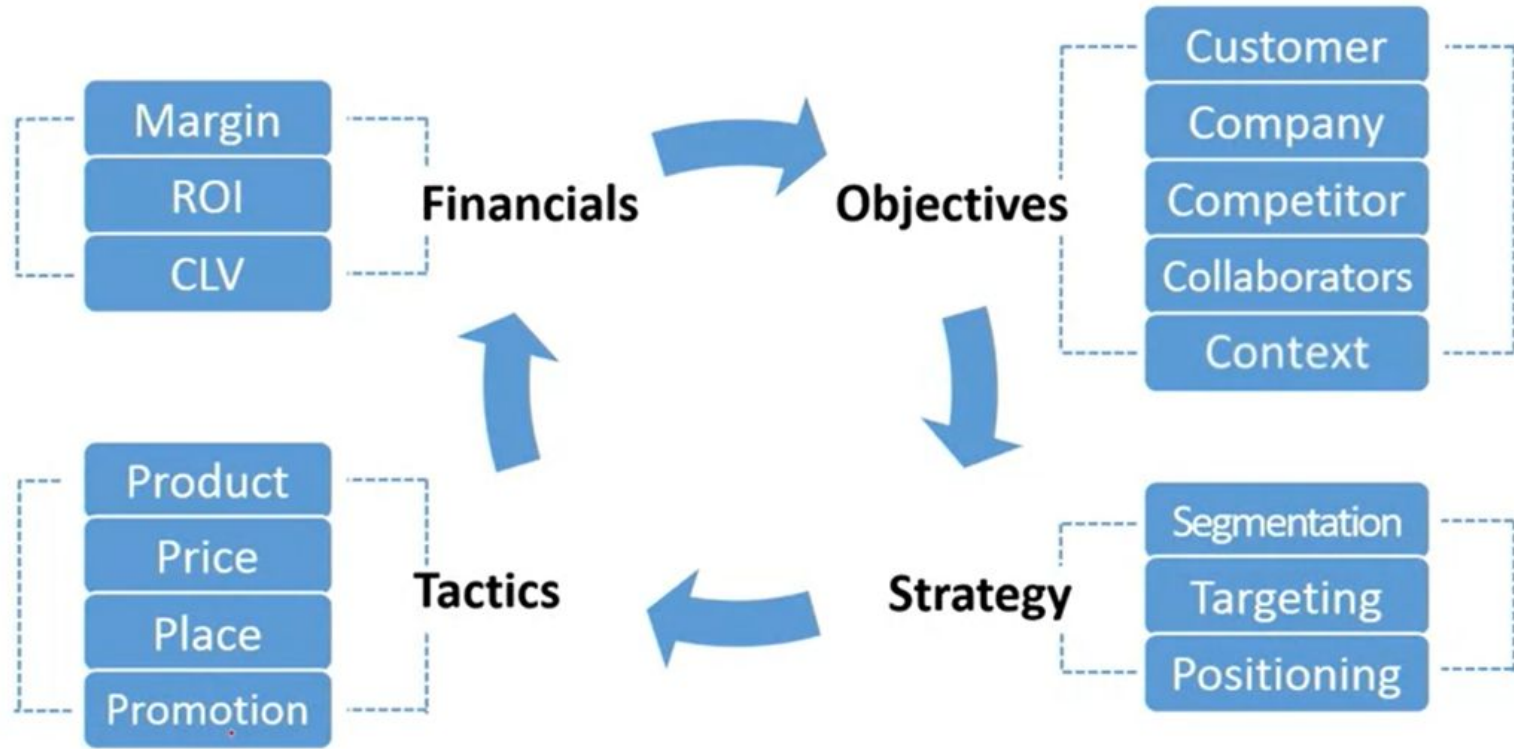 Margin
ROI
CLV
Financials
Objectives
Customer
Company
Competitor
Collaborators
Context
Product
Price
Place
Promotion
Tactics
Strategy
Segmentation
Targeting
Positioning